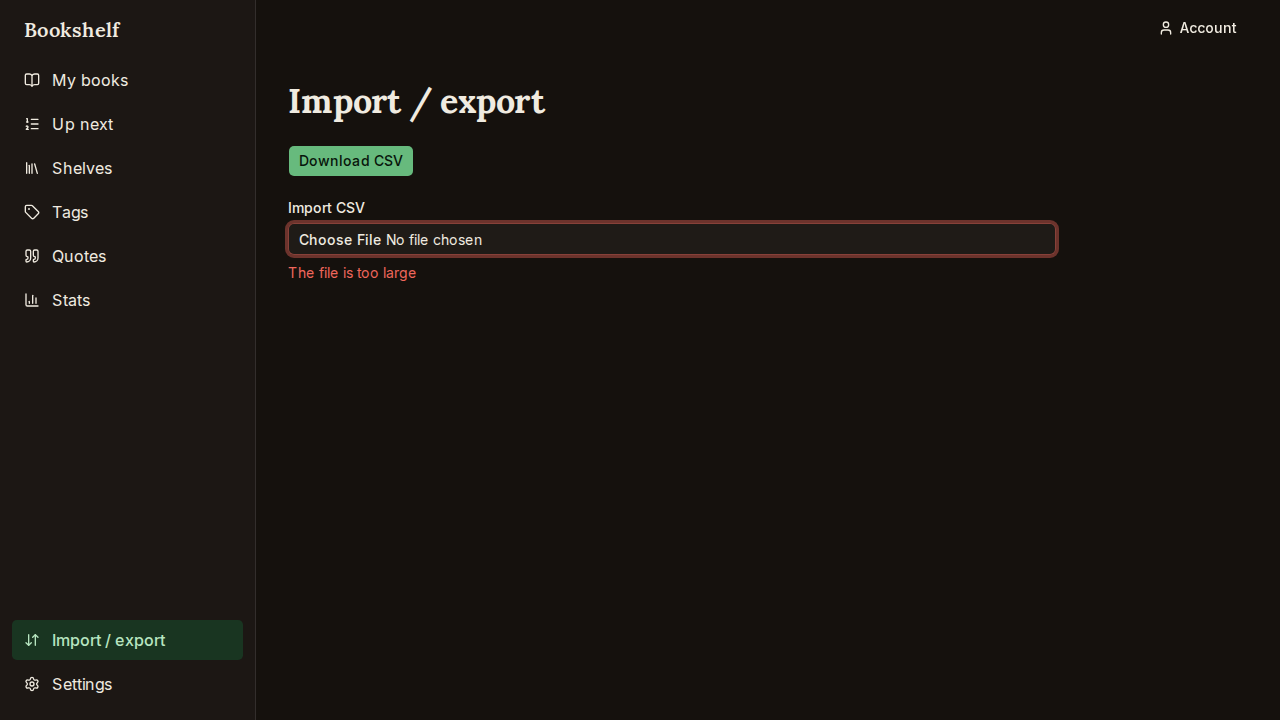 Bookshelf
My books
Up next
Shelves
Tags
Quotes
Stats
Import / export
Settings
Account
Import / export
Download CSV
Import CSV
Choose File No file chosen
The file is too large